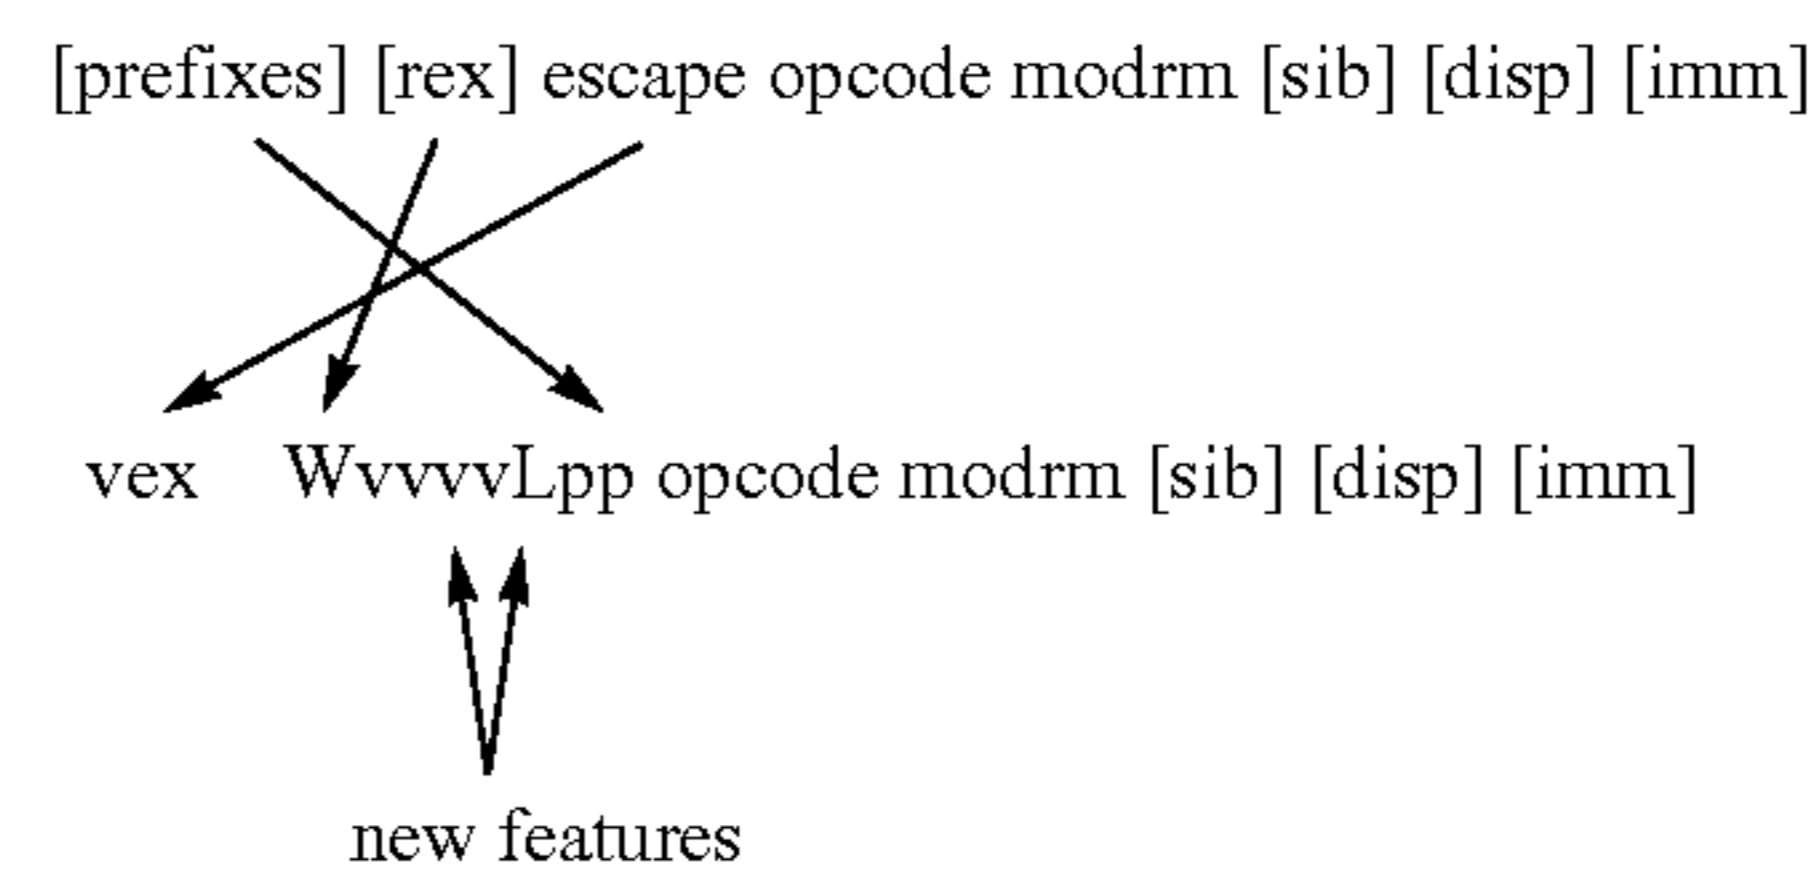 [prefixes] [rex] escape opcode modrm [sib] [disp] [imm]
vex WvvvvLpp opcode modrm [sib] [disp] [imm]
new features